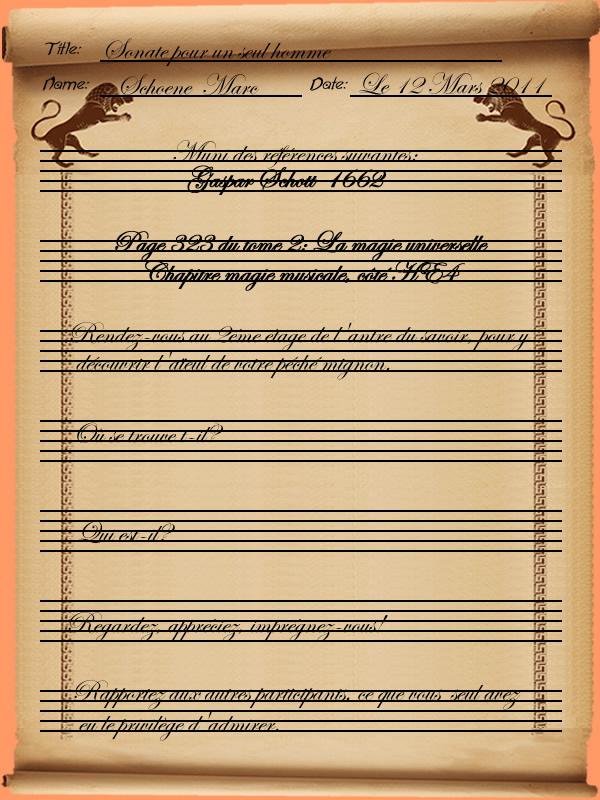 Title: Sonate pour un seul homme
Name: Schoene Marc Date: Le 12 Mars 2011
Muni des références suivantes:
Gaspar Schott 1662
Page 323 du tome 2: La magie universelle
Chapitre magie musicale, côté HE4
Rendez-vous au 2éme étage de l'antre du savoir, pour y
découvrir l'aïeul de votre péché mignon.
Où se trouve t-il?
Qui est-il?
Regardez, appréciez, imprégnez-vous!
Rapportez aux autres participants, ce que vous seul avez
eu le privilège d'admirer.